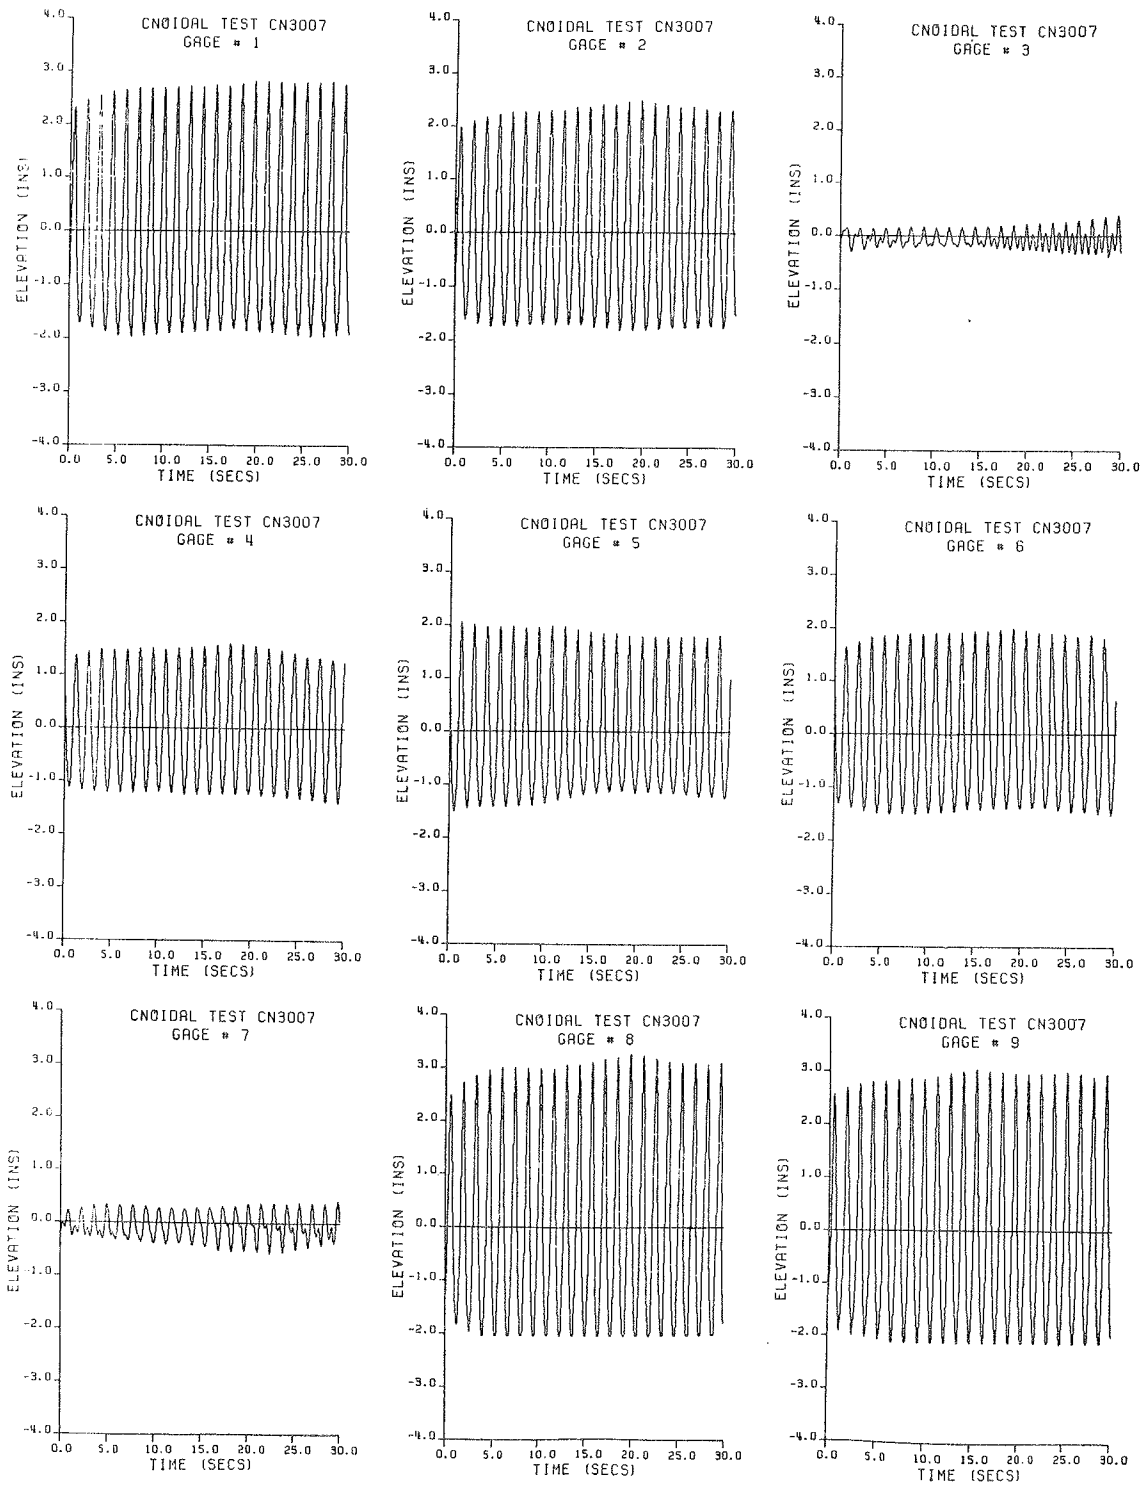 CNOIDAL TEST CN3007
GAGE # 1
4.0
3.0
2.0
1.0
0.0
-1.0
-2.0
-3.0
-4.0
ELEVATION (INS)
0.0 5.0 10.0 15.0 20.0 25.0 30.0
TIME (SECS)
CNOIDAL TEST CN3007
GAGE # 2
4.0
3.0
2.0
1.0
0.0
-1.0
-2.0
-3.0
-4.0
ELEVATION (INS)
0.0 5.0 10.0 15.0 20.0 25.0 30.0
TIME (SECS)
CNOIDAL TEST CN3007
GAGE # 3
4.0
3.0
2.0
1.0
0.0
-1.0
-2.0
-3.0
-4.0
ELEVATION (INS)
0.0 5.0 10.0 15.0 20.0 25.0 30.0
TIME (SECS)
CNOIDAL TEST CN3007
GAGE # 4
4.0
3.0
2.0
1.0
0.0
-1.0
-2.0
-3.0
-4.0
ELEVATION (INS)
0.0 5.0 10.0 15.0 20.0 25.0 30.0
TIME (SECS)
CNOIDAL TEST CN3007
GAGE # 5
4.0
3.0
2.0
1.0
0.0
-1.0
-2.0
-3.0
-4.0
ELEVATION (INS)
0.0 5.0 10.0 15.0 20.0 25.0 30.0
TIME (SECS)
CNOIDAL TEST CN3007
GAGE # 6
4.0
3.0
2.0
1.0
0.0
-1.0
-2.0
-3.0
-4.0
ELEVATION (INS)
0.0 5.0 10.0 15.0 20.0 25.0 30.0
TIME (SECS)
CNOIDAL TEST CN3007
GAGE # 7
4.0
3.0
2.0
1.0
0.0
-1.0
-2.0
-3.0
-4.0
ELEVATION (INS)
0.0 5.0 10.0 15.0 20.0 25.0 30.0
TIME (SECS)
CNOIDAL TEST CN3007
GAGE # 8
4.0
3.0
2.0
1.0
0.0
-1.0
-2.0
-3.0
-4.0
ELEVATION (INS)
0.0 5.0 10.0 15.0 20.0 25.0 30.0
TIME (SECS)
CNOIDAL TEST CN3007
GAGE # 9
4.0
3.0
2.0
1.0
0.0
-1.0
-2.0
-3.0
-4.0
ELEVATION (INS)
0.0 5.0 10.0 15.0 20.0 25.0 30.0
TIME (SECS)